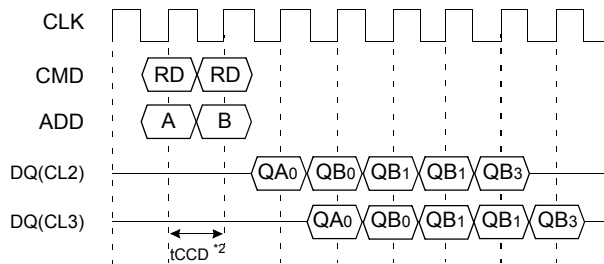 CLK
CMD RD RD
ADD A B
DQ(CL2) QA0 QB0 QB1 QB1 QB3
DQ(CL3) QA0 QB0 QB1 QB1 QB3
tCCD *2